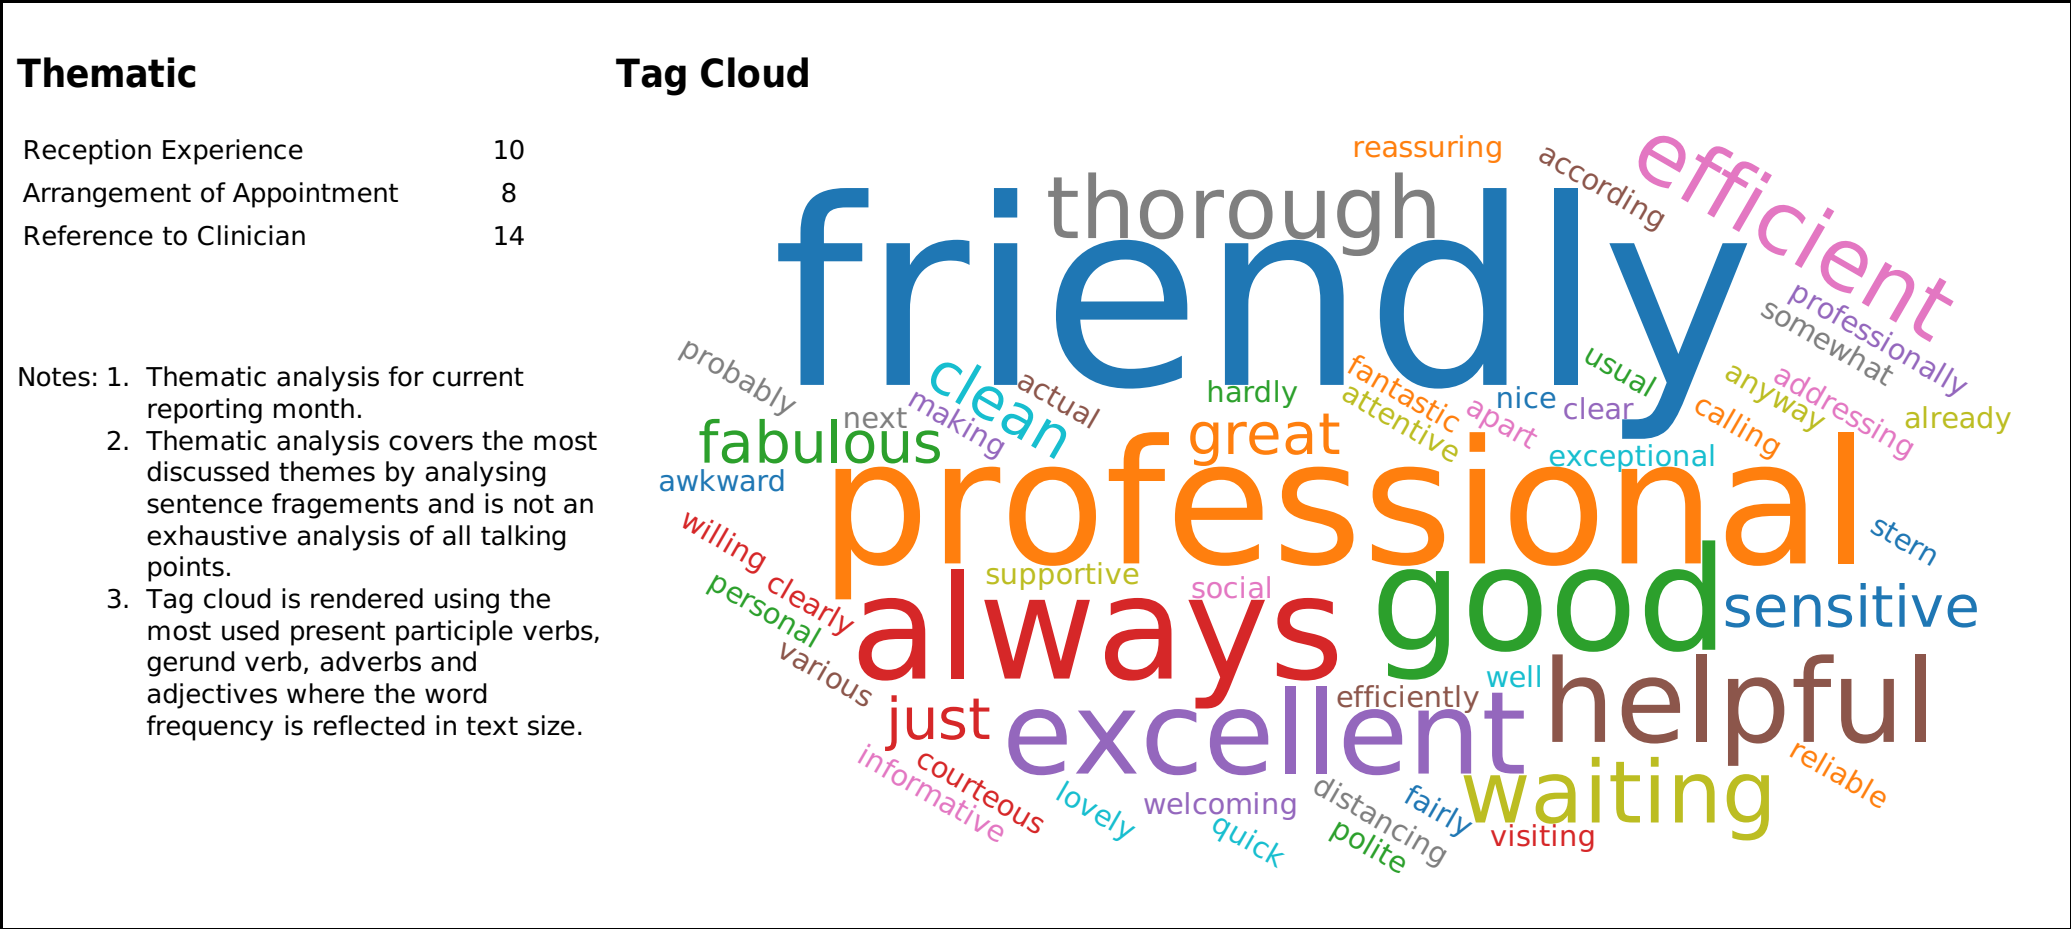 Thematic
Reception Experience 10
Arrangement of Appointment 8
Reference to Clinician 14
Notes: 1. Thematic analysis for current
reporting month.
2. Thematic analysis covers the most
discussed themes by analysing
sentence fragements and is not an
exhaustive analysis of all talking
points.
3. Tag cloud is rendered using the
most used present participle verbs,
gerund verb, adverbs and
adjectives where the word
frequency is reflected in text size.
Tag Cloud
reassuring
according
efficient
thorough
friendly
professionally
somewhat
probably
clean
actual
making
next
fabulous
awkward
hardly
great
fantastic
attentive
apart
nice
clear
usual
calling
anyway
addressing
already
exceptional
professional
stern
willing
clearly
personal
various
supportive
social
always
good
sensitive
well
helpful
efficiently
just
excellent
waiting
reliable
courteous
informative
lovely
welcoming
quick
distancing
polite
fairly
visiting